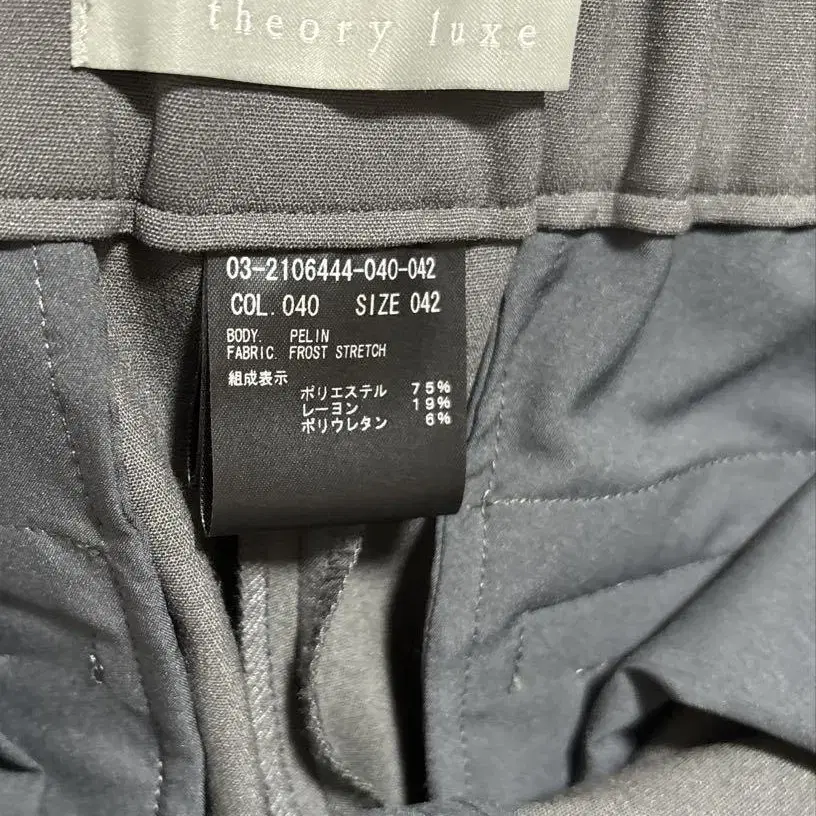 theory luxe
03-2106444-040-042
COL. 040 SIZE 042
BODY. PELIN
FABRIC. FROST STRETCH
組成表示
ポリエステル 75%
レーヨン 19%
ポリウレタン 6%